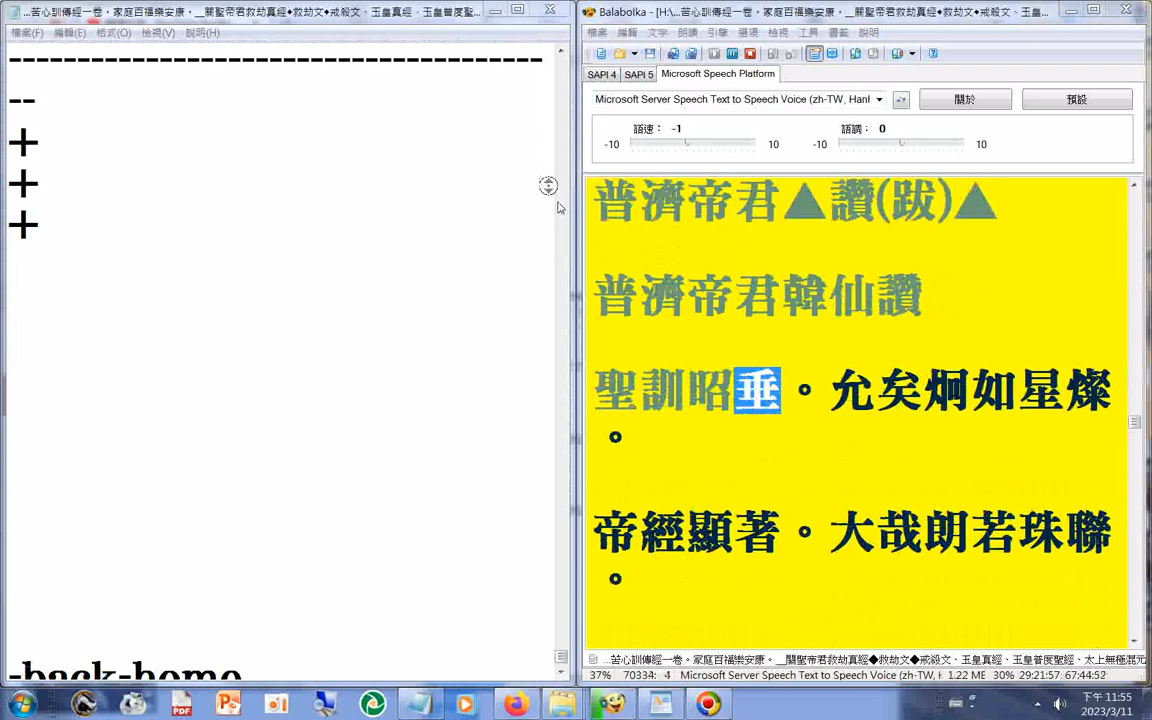 ...苦心訓傳經一卷，家庭百福樂安康，__關聖帝君救劫真經♦救劫文♦戒殺文、玉皇真經、玉皇普度聖...
檔案(F) 編輯(E) 格式(O) 檢視(V) 說明(H)
---------------------------------------
--
+
+
+
-back-home
Balabolka - [H:\...苦心訓傳經一卷，家庭百福樂安康，__關聖帝君救劫真經♦救劫文♦戒殺文、玉皇真經、玉皇普度聖經、太...
檔案 編輯 文字 朗讀 引擎 選項 檢視 工具 書籤 說明
SAPI 4 SAPI 5 Microsoft Speech Platform
Microsoft Server Speech Text to Speech Voice (zh-TW, Han
關於
預設
語速： -1
語調： 0
-10 10 -10 10
普濟帝君▲讚(跋)▲
普濟帝君韓仙讚
聖訓昭垂。允矣炯如星燦
。
帝經顯著。大哉朗若珠聯
。
...苦心訓傳經一卷。家庭百福樂安康。__關聖帝君救劫真經◆救劫文◆戒殺文、玉皇真經、玉皇普度聖經、太上無極混元
37% 70334: 4 Microsoft Server Speech Text to Speech Voice (zh-TW, H 1.22 ME 30% 29:21:57; 67:44:52
PDF
下午 11:55
2023/3/11